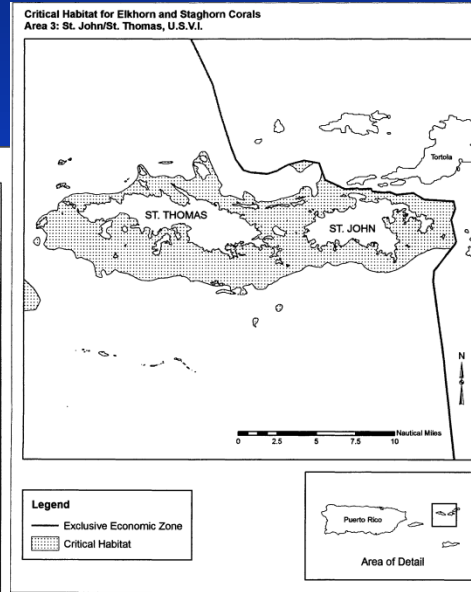 Critical Habitat for Elkhorn and Staghorn Corals
Area 3: St. John/St. Thomas, U.S.V.I.
Tortola
ST. THOMAS
ST. JOHN
N
Nautical Miles
0 2.5 5 7.5 10
Legend
Exclusive Economic Zone
Critical Habitat
Puerto Rico
Area of Detail